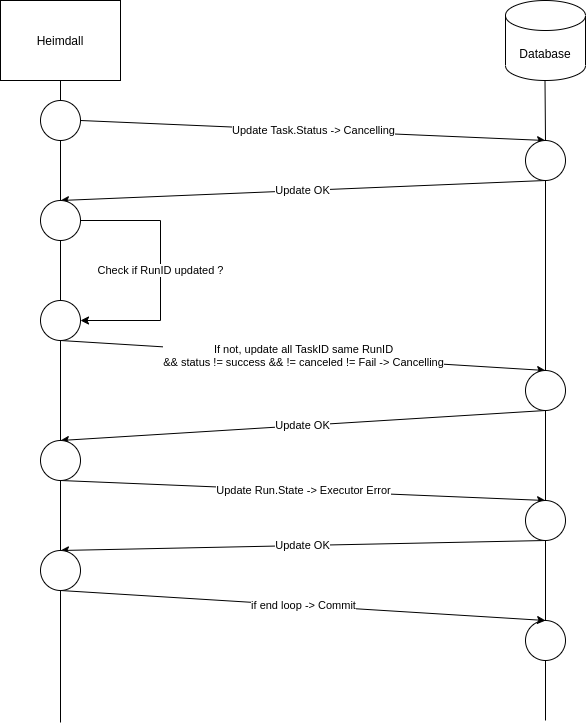 Heimdall
Database
Update Task.Status -> Cancelling
Update OK
Check if RunID updated ?
If not, update all TaskID same RunID
&& status != success && != canceled != Fail -> Cancelling
Update OK
Update Run.State -> Executor Error
Update OK
if end loop -> Commit